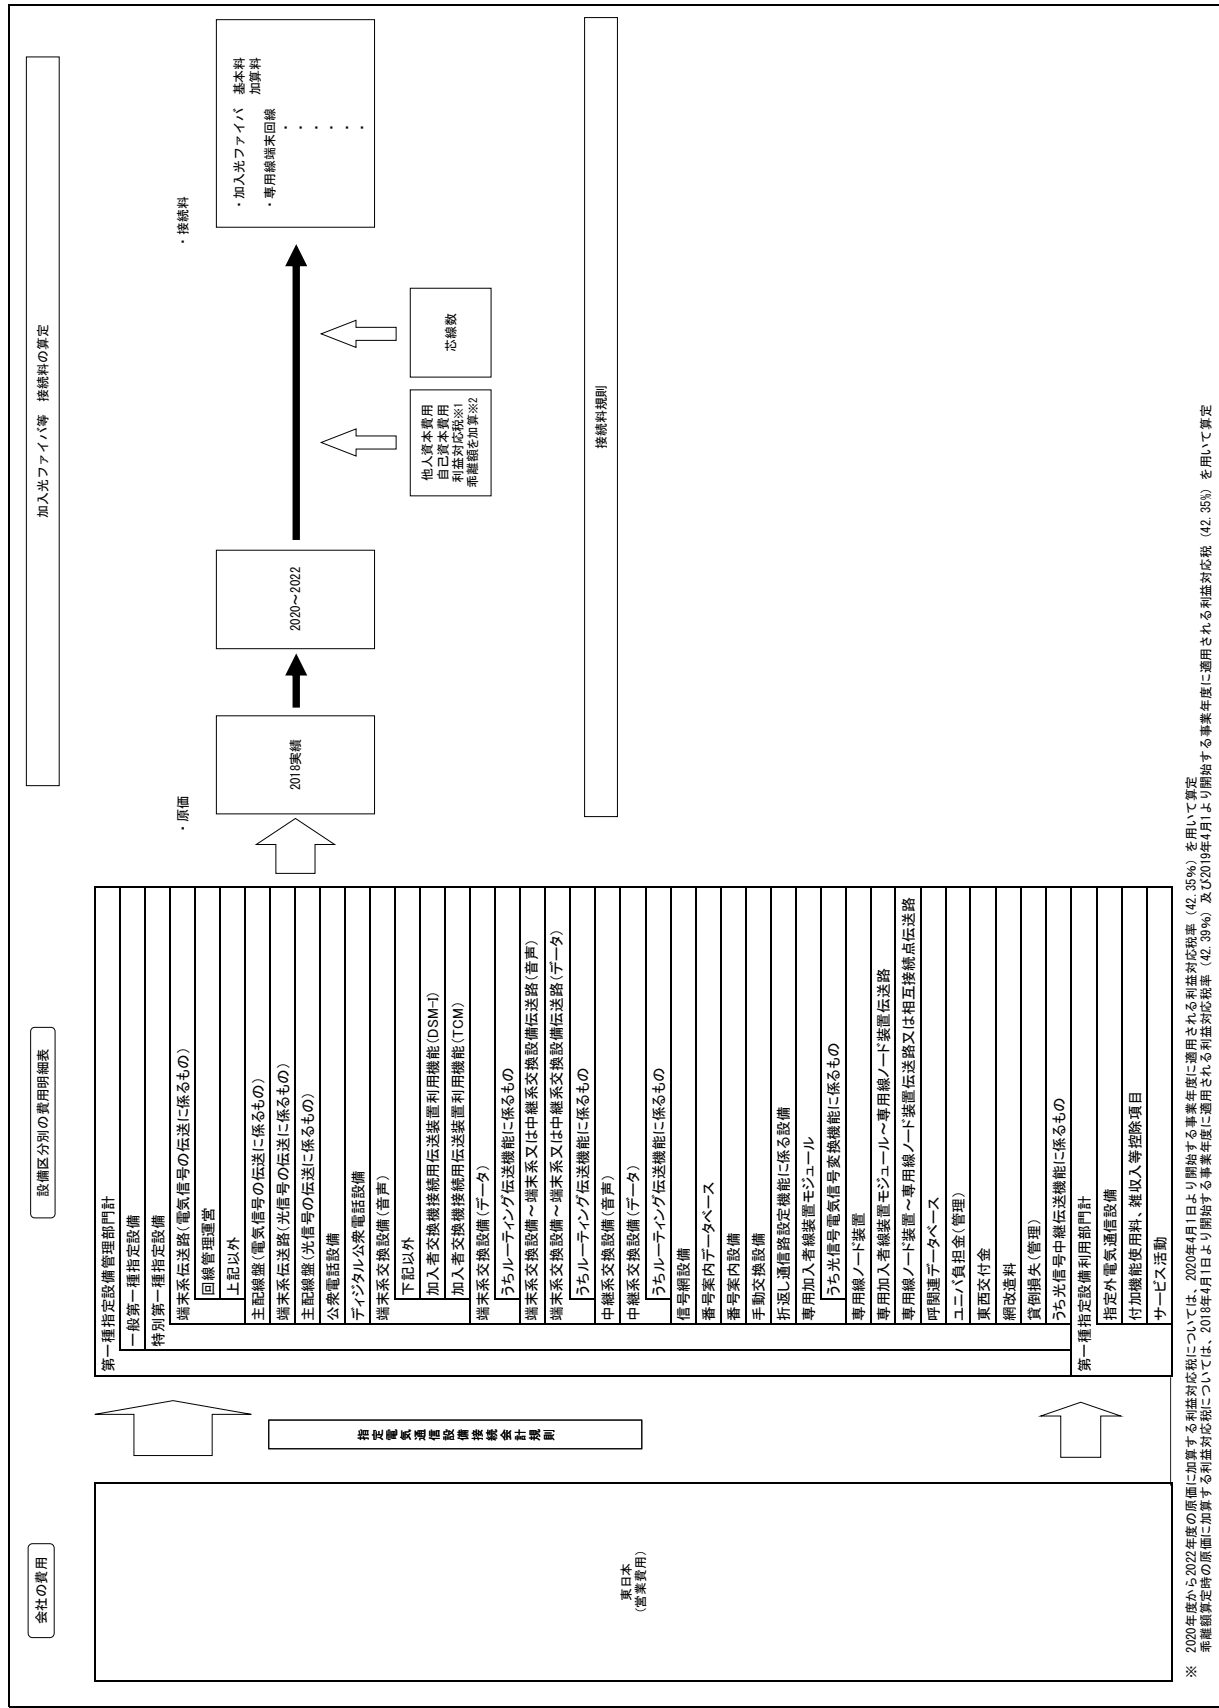 会社の費用
東日本
(営業費用)
指定電気通信設備接続会計規則
設備区分別の費用明細表
第一種指定設備管理部門計
一般第一種指定設備
特別第一種指定設備
端末系伝送路(電気信号の伝送に係るもの)
回線管理運営
上記以外
主配線盤(電気信号の伝送に係るもの)
端末系伝送路(光信号の伝送に係るもの)
主配線盤(光信号の伝送に係るもの)
公衆電話設備
ディジタル公衆電話設備
端末系交換設備(音声)
下記以外
加入者交換機接続用伝送装置利用機能(DSM-I)
加入者交換機接続用伝送装置利用機能(TCM)
端末系交換設備(データ)
うちルーティング伝送機能に係るもの
端末系交換設備～端末系又は中継系交換設備伝送路(音声)
端末系交換設備～端末系又は中継系交換設備伝送路(データ)
うちルーティング伝送機能に係るもの
中継系交換設備(音声)
中継系交換設備(データ)
うちルーティング伝送機能に係るもの
信号網設備
番号案内データベース
番号案内設備
手動交換設備
折返し通信路設定機能に係る設備
専用加入者線装置モジュール
うち光信号電気信号変換機能に係るもの
専用線ノード装置
専用加入者線装置モジュール～専用線ノード装置伝送路
専用線ノード装置～専用線ノード装置伝送路又は相互接続点伝送路
呼関連データベース
ユニバ負担金(管理)
東西交付金
網改造料
貸倒損失(管理)
うち光信号中継伝送機能に係るもの
第一種指定設備利用部門計
指定外電気通信設備
付加機能使用料、雑収入等控除項目
サービス活動
加入光ファイバ等　接続料の算定
・原価
2018実績
2020～2022
他人資本費用
自己資本費用
利益対応税※1
乖離額を加算※2
芯線数
・接続料
・加入光ファイバ　基本料
加算料
・専用線端末回線
・
・
・
・
・
・
接続料規則
※　2020年度から2022年度の原価に加算する利益対応税については、2020年4月1日より開始する事業年度に適用される利益対応税率（42.35%）を用いて算定
乖離額算定時の原価に加算する利益対応税については、2018年4月1日より開始する事業年度に適用される利益対応税率（42.39%）及び2019年4月1より開始する事業年度に適用される利益対応税（42.35%）を用いて算定